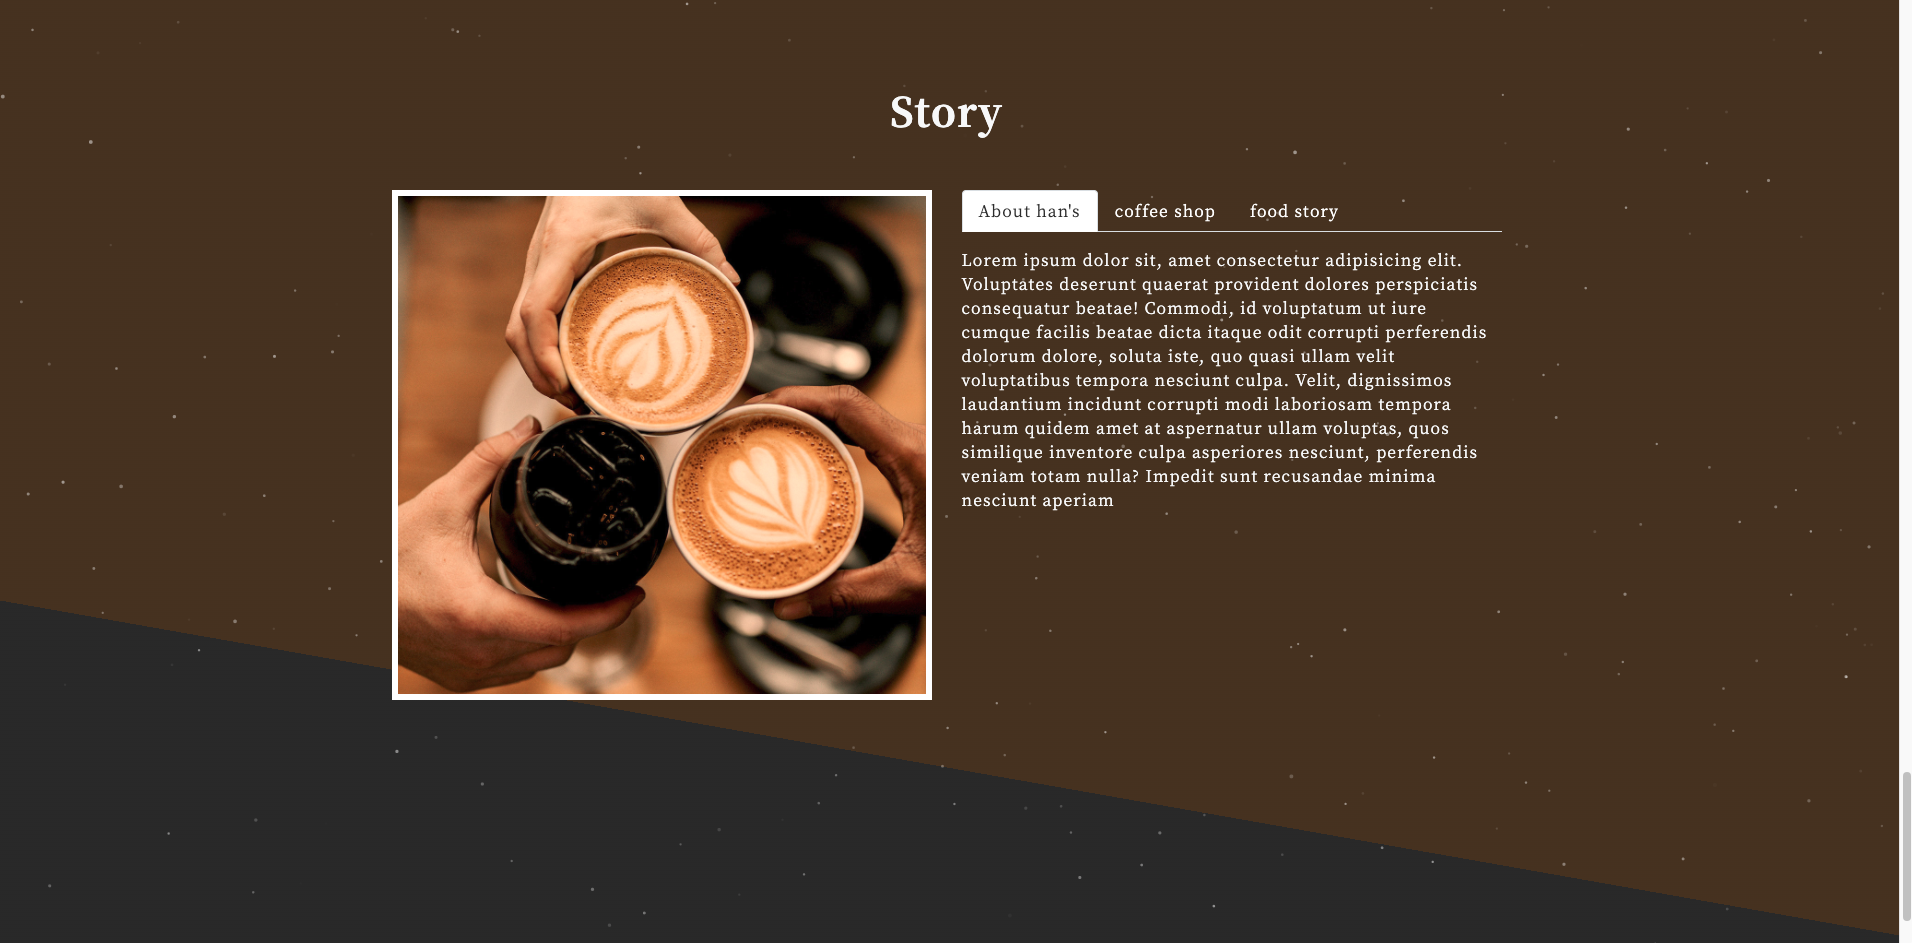 Story
About han's coffee shop food story
Lorem ipsum dolor sit, amet consectetur adipisicing elit.
Voluptates deserunt quaerat provident dolores perspiciatis
consequatur beatae! Commodi, id voluptatum ut iure
cumque facilis beatae dicta itaque odit corrupti perferendis
dolorum dolore, soluta iste, quo quasi ullam velit
voluptatibus tempora nesciunt culpa. Velit, dignissimos
laudantium incidunt corrupti modi laboriosam tempora
harum quidem amet at aspernatur ullam voluptas, quos
similique inventore culpa asperiores nesciunt, perferendis
veniam totam nulla? Impedit sunt recusandae minima
nesciunt aperiam